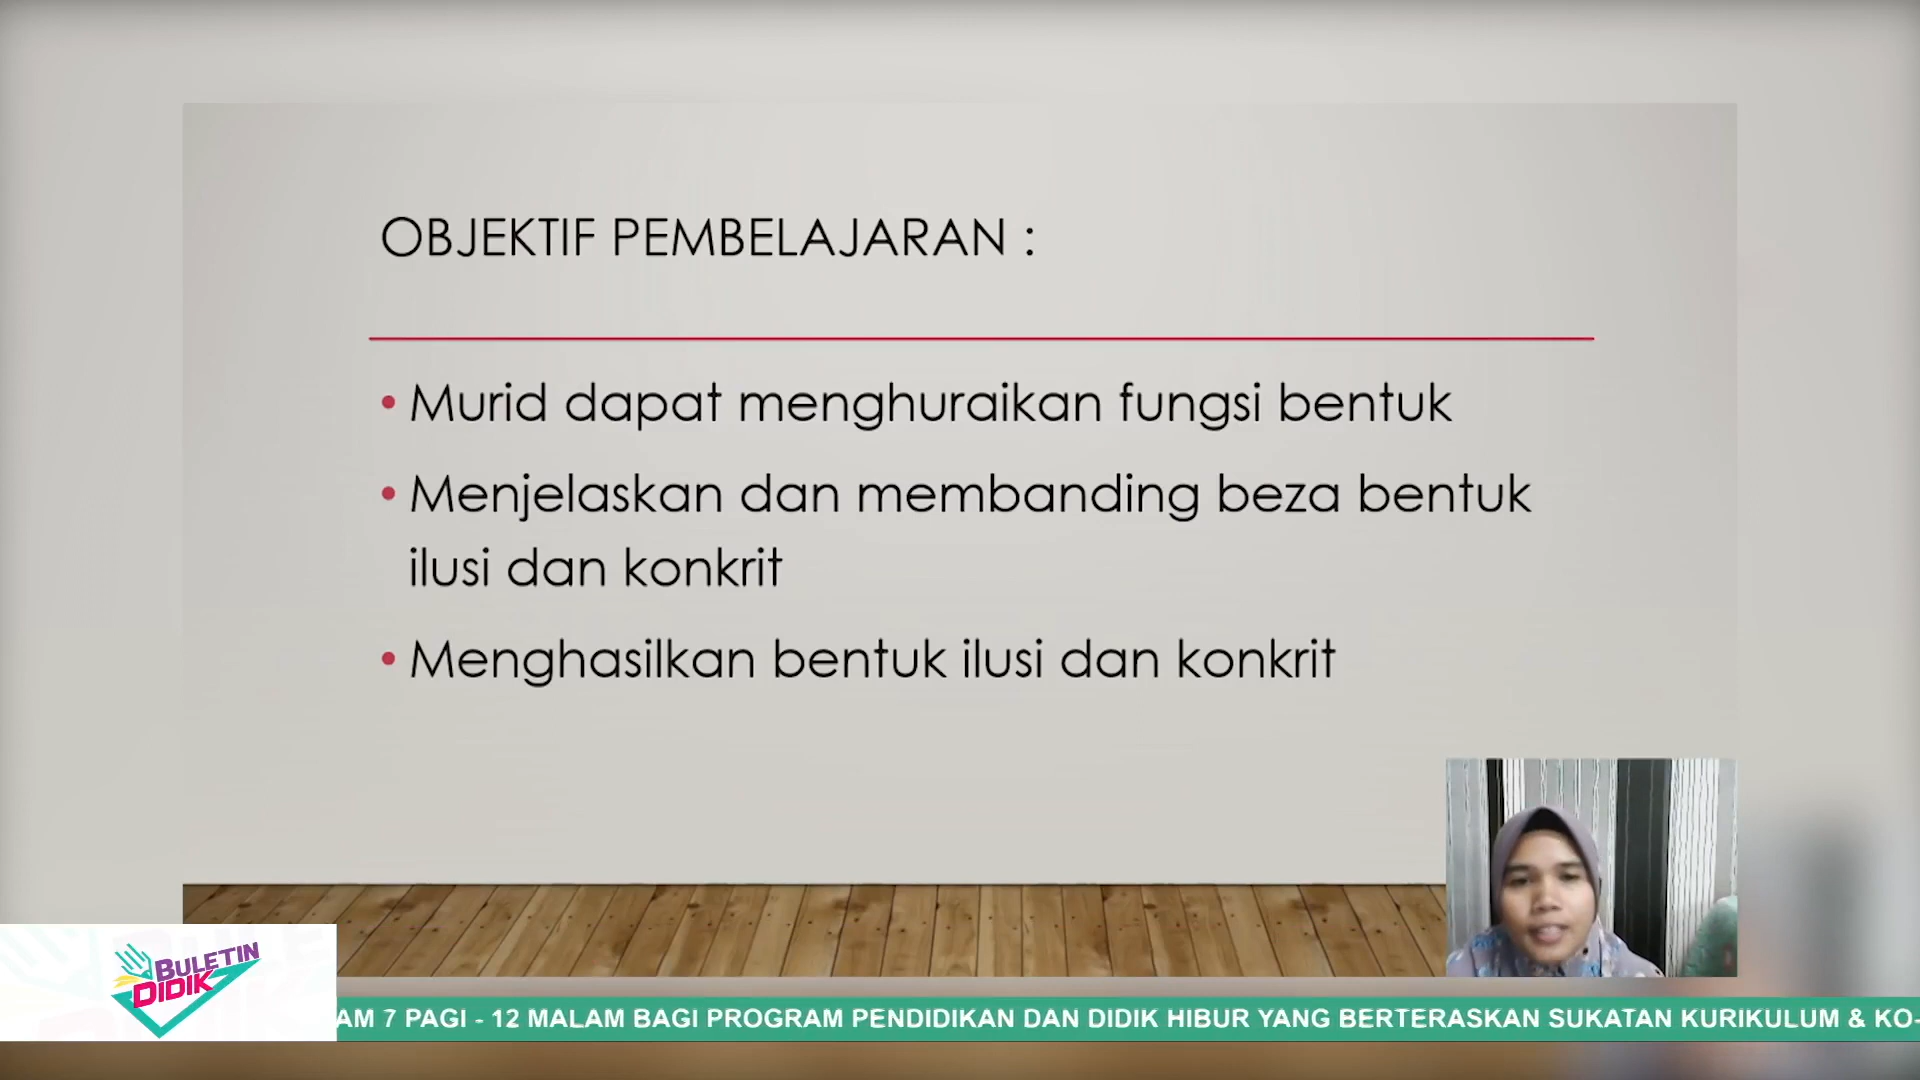 OBJEKTIF PEMBELAJARAN :
• Murid dapat menghuraikan fungsi bentuk
• Menjelaskan dan membanding beza bentuk
ilusi dan konkrit
• Menghasilkan bentuk ilusi dan konkrit
BULETIN
DIDIK
AM 7 PAGI - 12 MALAM BAGI PROGRAM PENDIDIKAN DAN DIDIK HIBUR YANG BERTERASKAN SUKATAN KURIKULUM & KO-